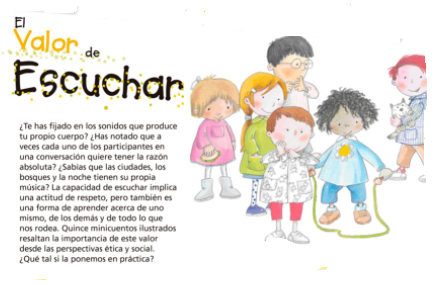 El
Valor de
Escuchar
¿Te has fijado en los sonidos que produce
tu propio cuerpo? ¿Has notado que a
veces cada uno de los participantes en
una conversación quiere tener la razón
absoluta? ¿Sabias que las ciudades, los
bosques y la noche tienen su propia
música? La capacidad de escuchar implica
una actitud de respeto, pero también es
una forma de aprender acerca de uno
mismo, de los demás y de todo lo que
nos rodea. Quince minicuentos ilustrados
resaltan la importancia de este valor
desde las perspectivas ética y social.
¿Qué tal si la ponemos en práctica?